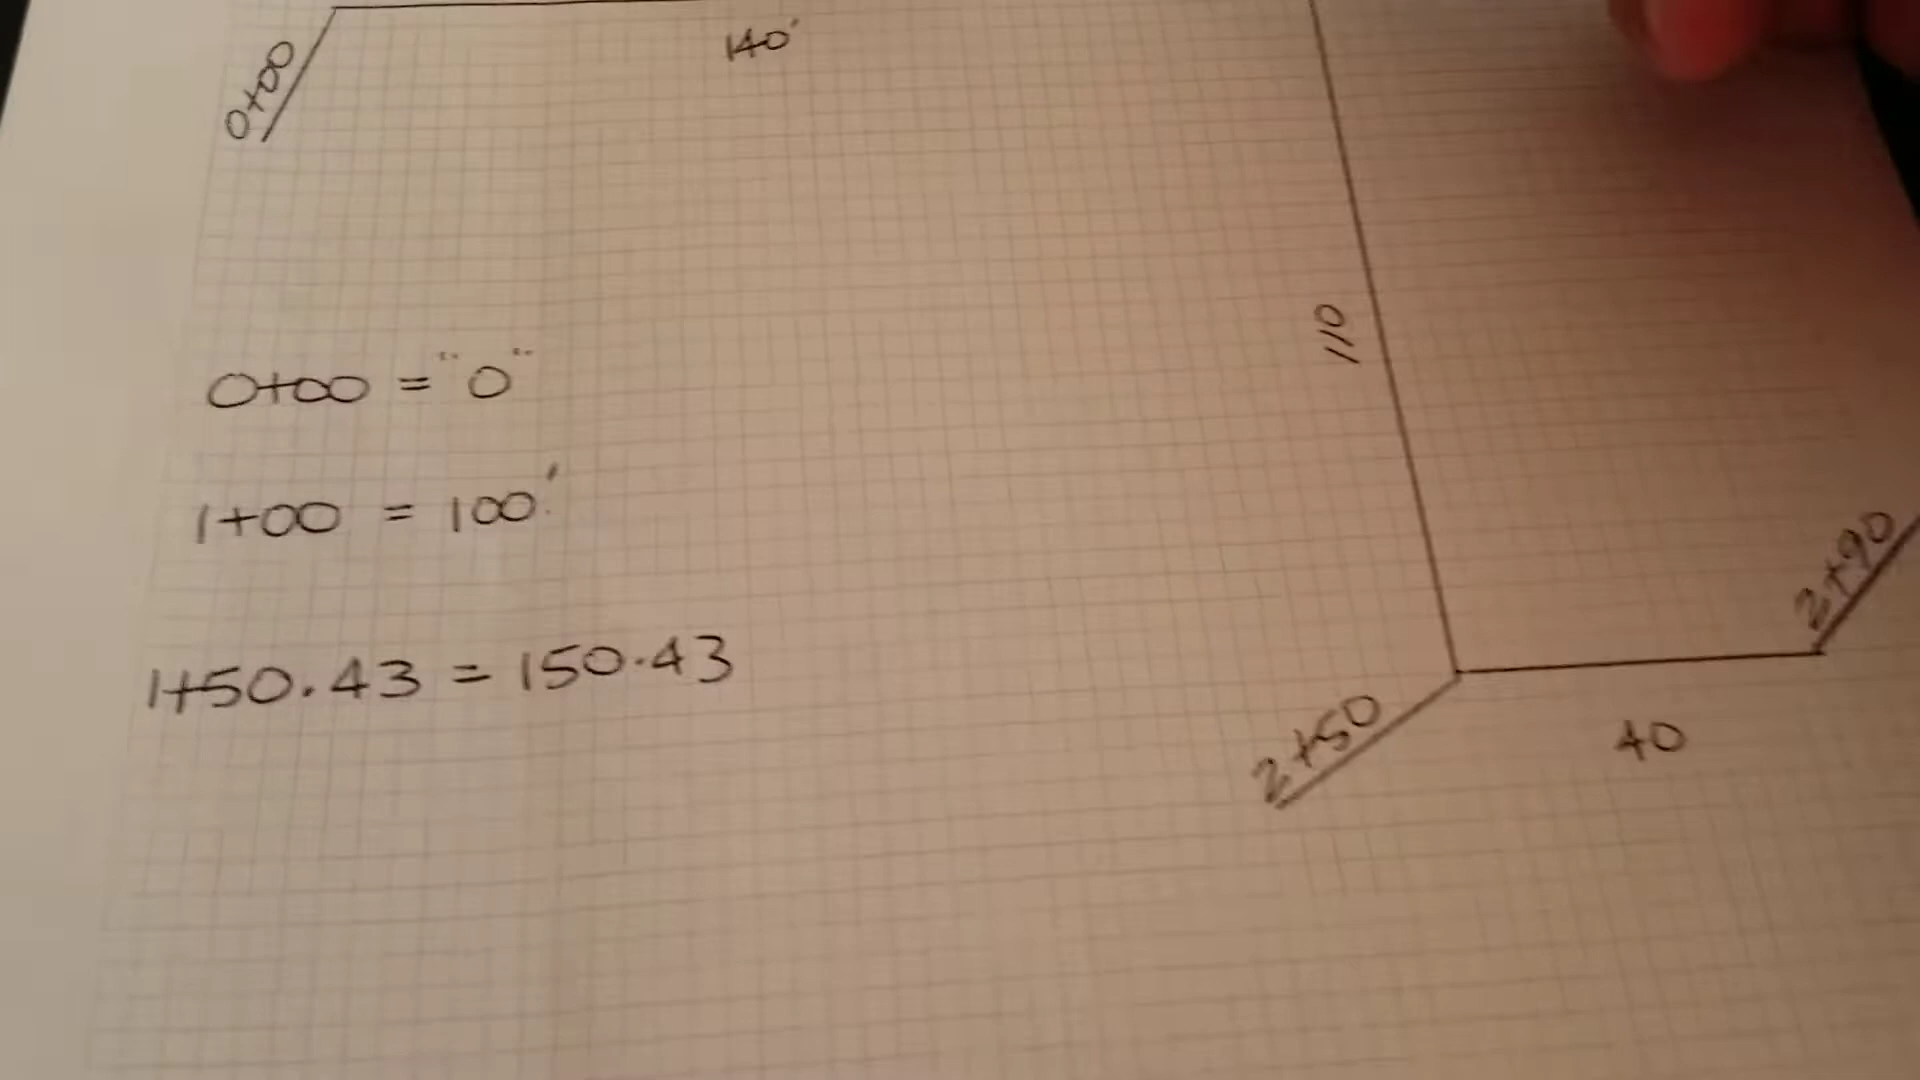 0+00
140'
110
0+00 = "0"
1+00 = 100.'
1+50.43 = 150.43
2+50
40
2+90